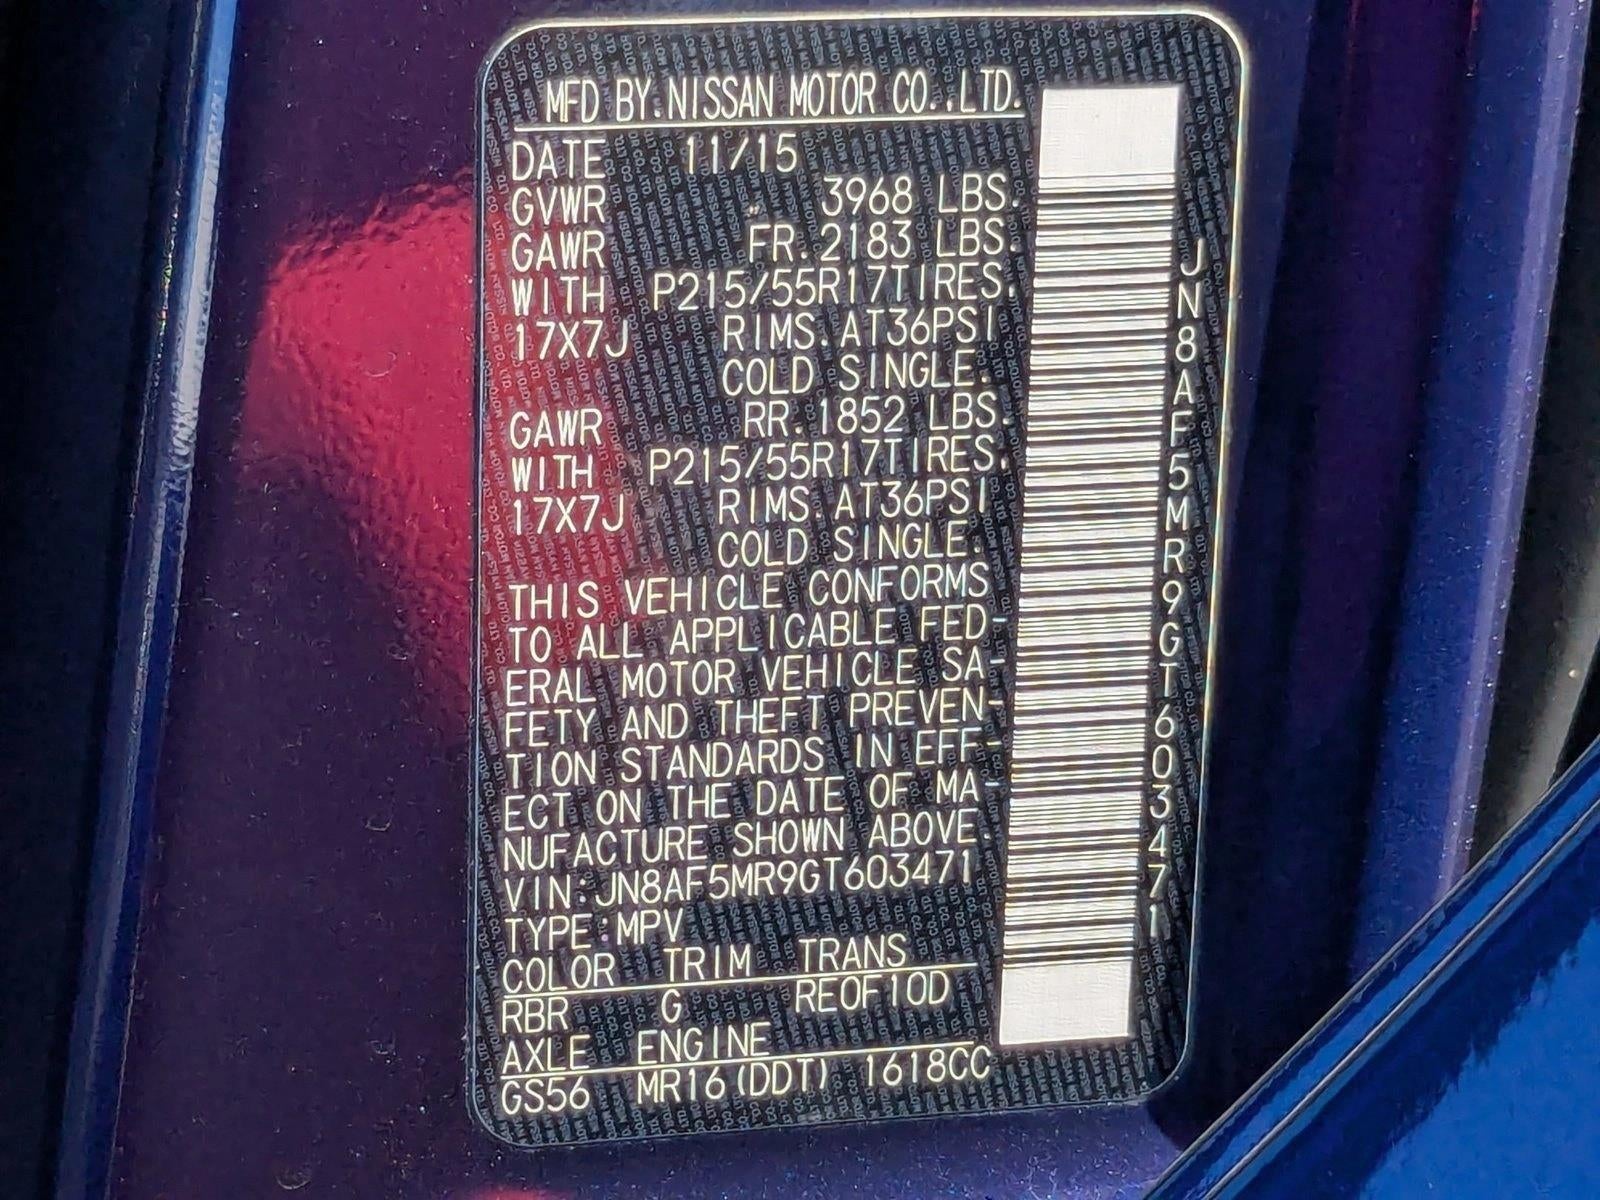 MFD BY.NISSAN MOTOR CO.,LTD.
DATE 11/15
GVWR 3968 LBS.
GAWR FR.2183 LBS.
WITH P215/55R17TIRES.
17X7J RIMS.AT36PSI
COLD SINGLE.
GAWR RR.1852 LBS.
WITH P215/55R17TIRES.
17X7J RIMS.AT36PSI
COLD SINGLE.
THIS VEHICLE CONFORMS
TO ALL APPLICABLE FED-
ERAL MOTOR VEHICLE SA-
FETY AND THEFT PREVEN-
TION STANDARDS IN EFF-
ECT ON THE DATE OF MA-
NUFACTURE SHOWN ABOVE.
VIN:JN8AF5MR9GT603471
TYPE:MPV
COLOR TRIM TRANS
RBR G RE0F10D
AXLE ENGINE
GS56 MR16(DDT) 1618CC
JN8AF5MR9GT603471